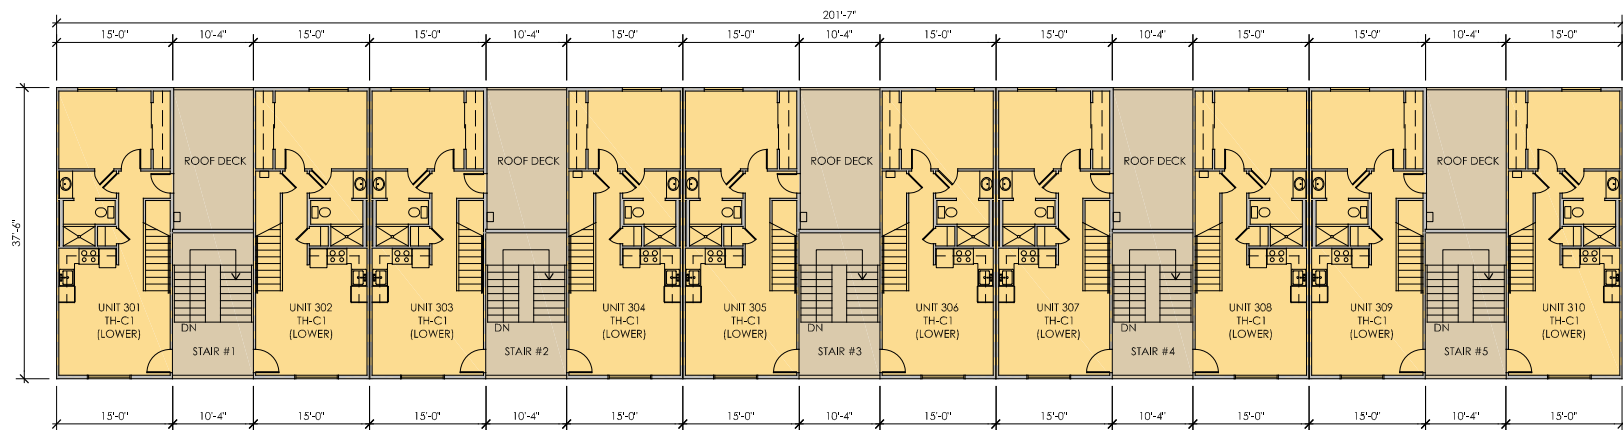 201'-7"
15'-0" 10'-4" 15'-0" 15'-0" 10'-4" 15'-0" 15'-0" 10'-4" 15'-0" 15'-0" 10'-4" 15'-0" 15'-0" 10'-4" 15'-0"
37'-6"
ROOF DECK ROOF DECK ROOF DECK ROOF DECK ROOF DECK
UNIT 301
TH-C1
(LOWER)
DN
STAIR #1
UNIT 302
TH-C1
(LOWER)
UNIT 303
TH-C1
(LOWER)
DN
STAIR #2
UNIT 304
TH-C1
(LOWER)
UNIT 305
TH-C1
(LOWER)
DN
STAIR #3
UNIT 306
TH-C1
(LOWER)
UNIT 307
TH-C1
(LOWER)
DN
STAIR #4
UNIT 308
TH-C1
(LOWER)
UNIT 309
TH-C1
(LOWER)
DN
STAIR #5
UNIT 310
TH-C1
(LOWER)
15'-0" 10'-4" 15'-0" 15'-0" 10'-4" 15'-0" 15'-0" 10'-4" 15'-0" 15'-0" 10'-4" 15'-0" 15'-0" 10'-4" 15'-0"